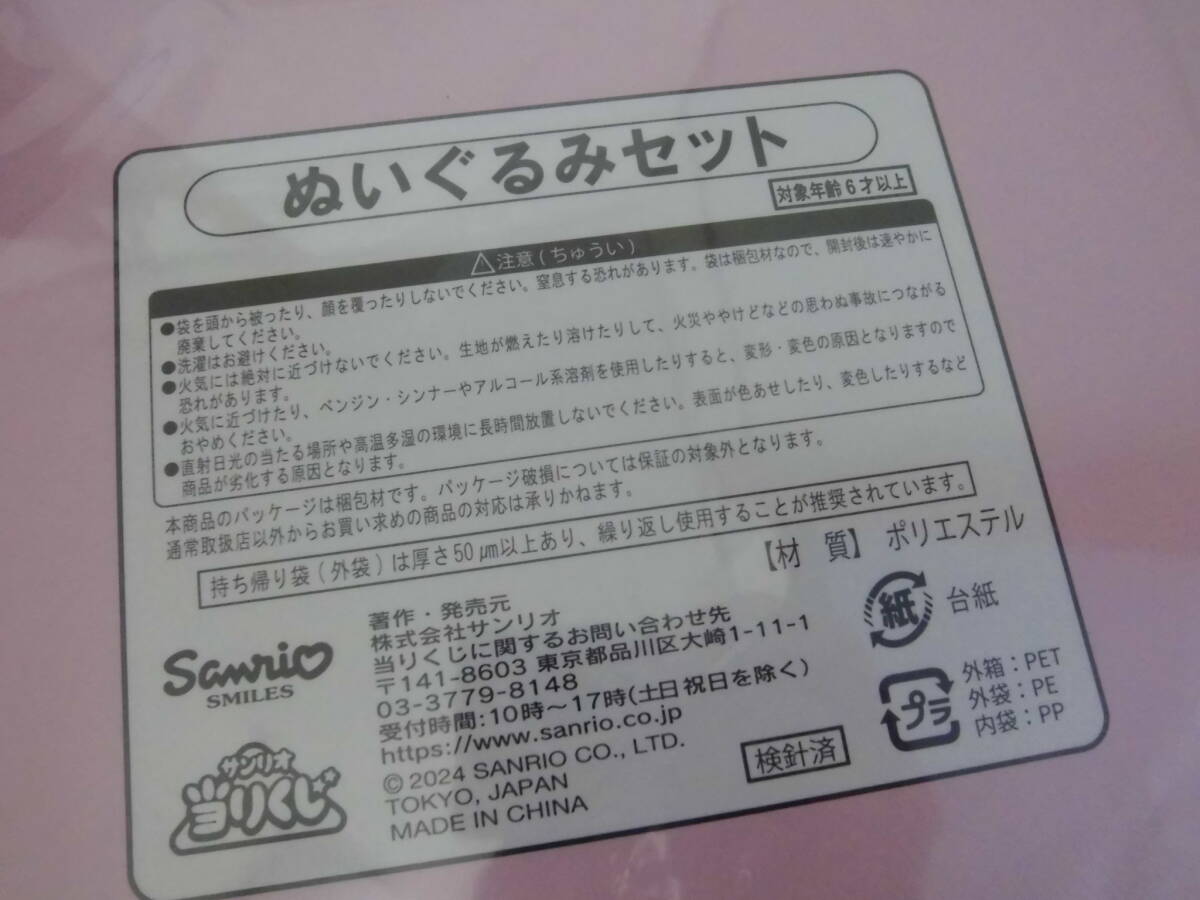 ぬいぐるみセット
対象年齢6才以上
⚠注意(ちゅうい)
●袋を頭から被ったり、顔を覆ったりしないでください。窒息する恐れがあります。袋は梱包材なので、開封後は速やかに
廃棄してください。
●洗濯はお避けください。
●火気には絶対に近づけないでください。生地が燃えたり溶けたりして、火災ややけどなどの思わぬ事故につながる
恐れがあります。
●火気に近づけたり、ベンジン・シンナーやアルコール系溶剤を使用したりすると、変形・変色の原因となりますので
おやめください。
●直射日光の当たる場所や高温多湿の環境に長時間放置しないでください。表面が色あせしたり、変色したりするなど
商品が劣化する原因となります。
本商品のパッケージは梱包材です。パッケージ破損については保証の対象外となります。
通常取扱店以外からお買い求めの商品の対応は承りかねます。
持ち帰り袋(外袋)は厚さ50μm以上あり、繰り返し使用することが推奨されています。
【材 質】 ポリエステル
Sanrio
SMILES
サンリオ
当りくじ
著作・発売元
株式会社サンリオ
当りくじに関するお問い合わせ先
〒141-8603 東京都品川区大崎1-11-1
03-3779-8148
受付時間:10時~17時(土日祝日を除く)
https://www.sanrio.co.jp
© 2024 SANRIO CO., LTD.
TOKYO, JAPAN
MADE IN CHINA
検針済
紙
台紙
プラ
外箱:PET
外袋:PE
内袋:PP